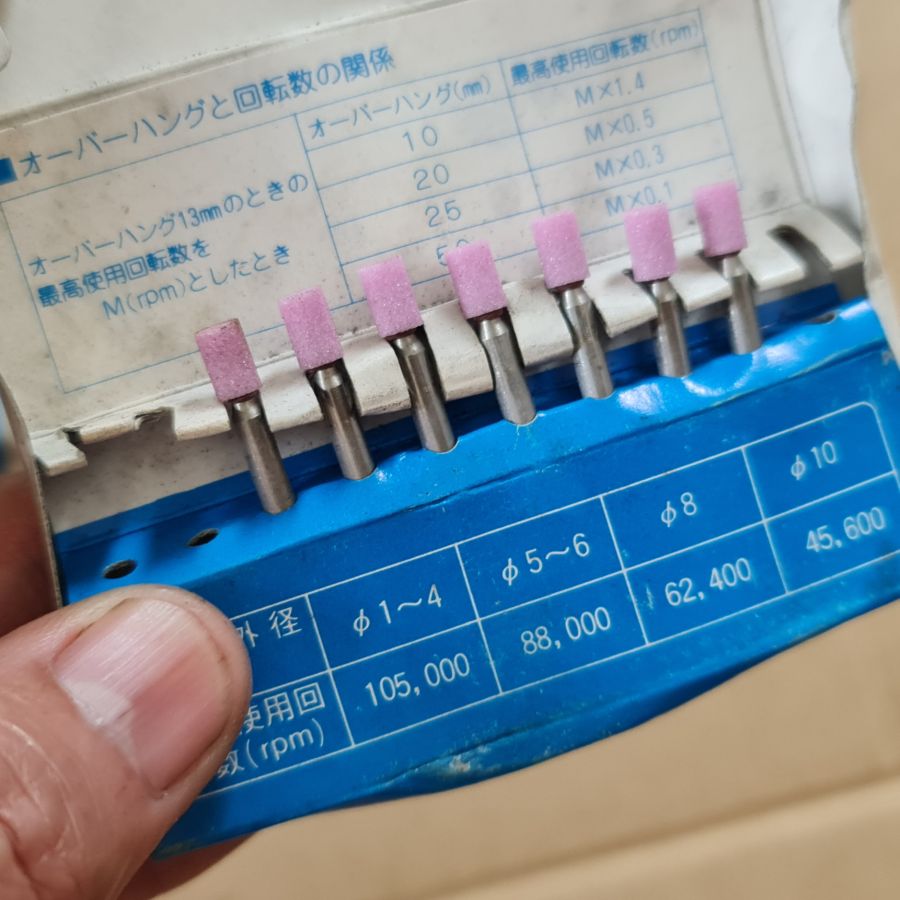 ■オーバーハングと回転数の関係
オーバーハング13mmのときの
最高使用回転数を
M(rpm)としたとき
オーバーハング(mm) 最高使用回転数(rpm)
10 M×1.4
20 M×0.5
25 M×0.3
50 M×0.1
外径 φ1～4 φ5～6 φ8 φ10
使用回
数(rpm) 105,000 88,000 62,400 45,600